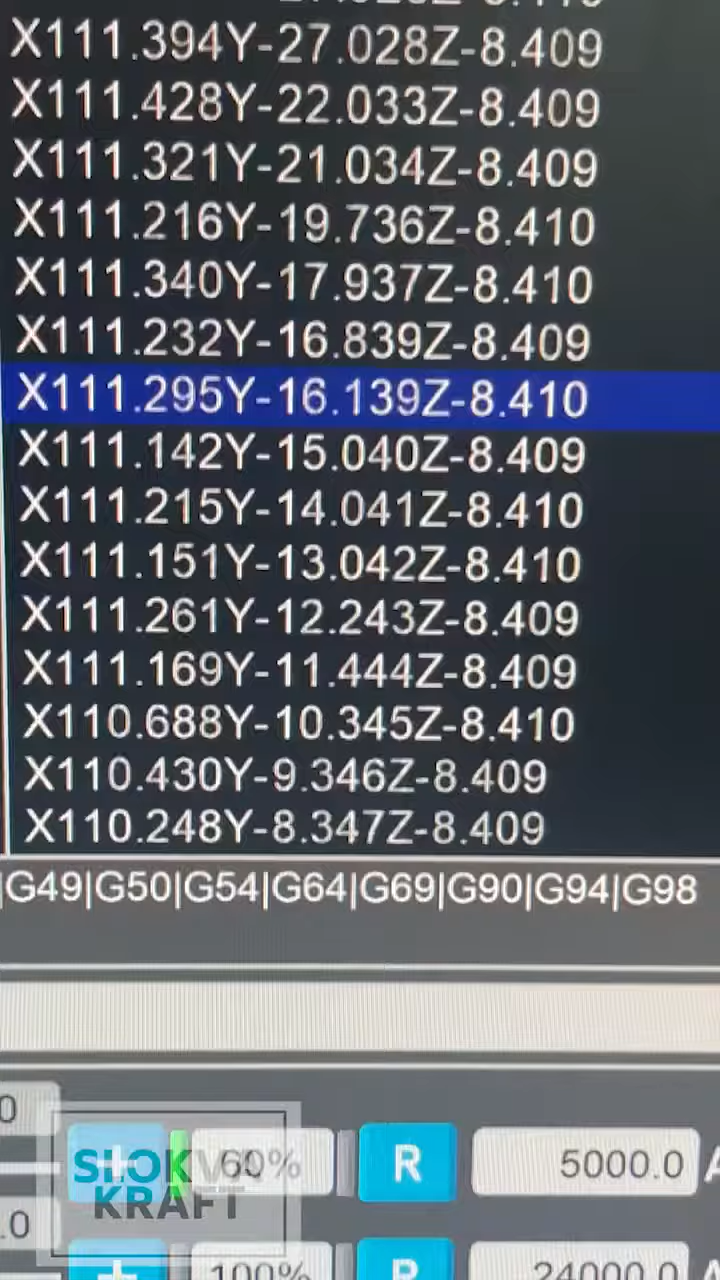 X111.394Y-27.028Z-8.409
X111.428Y-22.033Z-8.409
X111.321Y-21.034Z-8.409
X111.216Y-19.736Z-8.410
X111.340Y-17.937Z-8.410
X111.232Y-16.839Z-8.409
X111.295Y-16.139Z-8.410
X111.142Y-15.040Z-8.409
X111.215Y-14.041Z-8.410
X111.151Y-13.042Z-8.410
X111.261Y-12.243Z-8.409
X111.169Y-11.444Z-8.409
X110.688Y-10.345Z-8.410
X110.430Y-9.346Z-8.409
X110.248Y-8.347Z-8.409
|G49|G50|G54|G64|G69|G90|G94|G98
0
+ 60% R 5000.0
.0
KRAFT
+ 100% R 24000.0